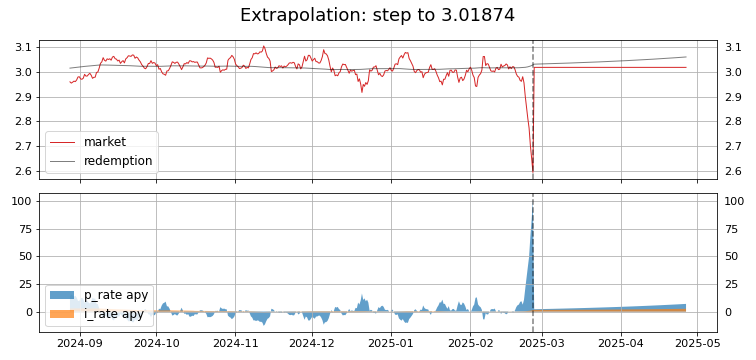 Extrapolation: step to 3.01874
3.1 3.1
3.0 3.0
2.9 2.9
2.8 2.8
2.7 2.7
2.6 2.6
market
redemption
100 100
75 75
50 50
25 25
0 0
p_rate apy
i_rate apy
2024-09 2024-10 2024-11 2024-12 2025-01 2025-02 2025-03 2025-04 2025-05